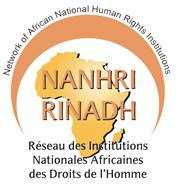 Network of African National Human Rights Institutions
NANHRI
RINADH
Réseau des Institutions
Nationales Africaines
des Droits de l'Homme